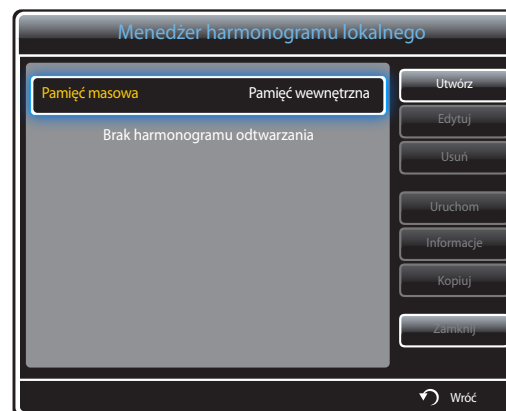 Menedżer harmonogramu lokalnego
Pamięć masowa Pamięć wewnętrzna
Brak harmonogramu odtwarzania
Utwórz
Edytuj
Usuń
Uruchom
Informacje
Kopiuj
Zamknij
Wróć